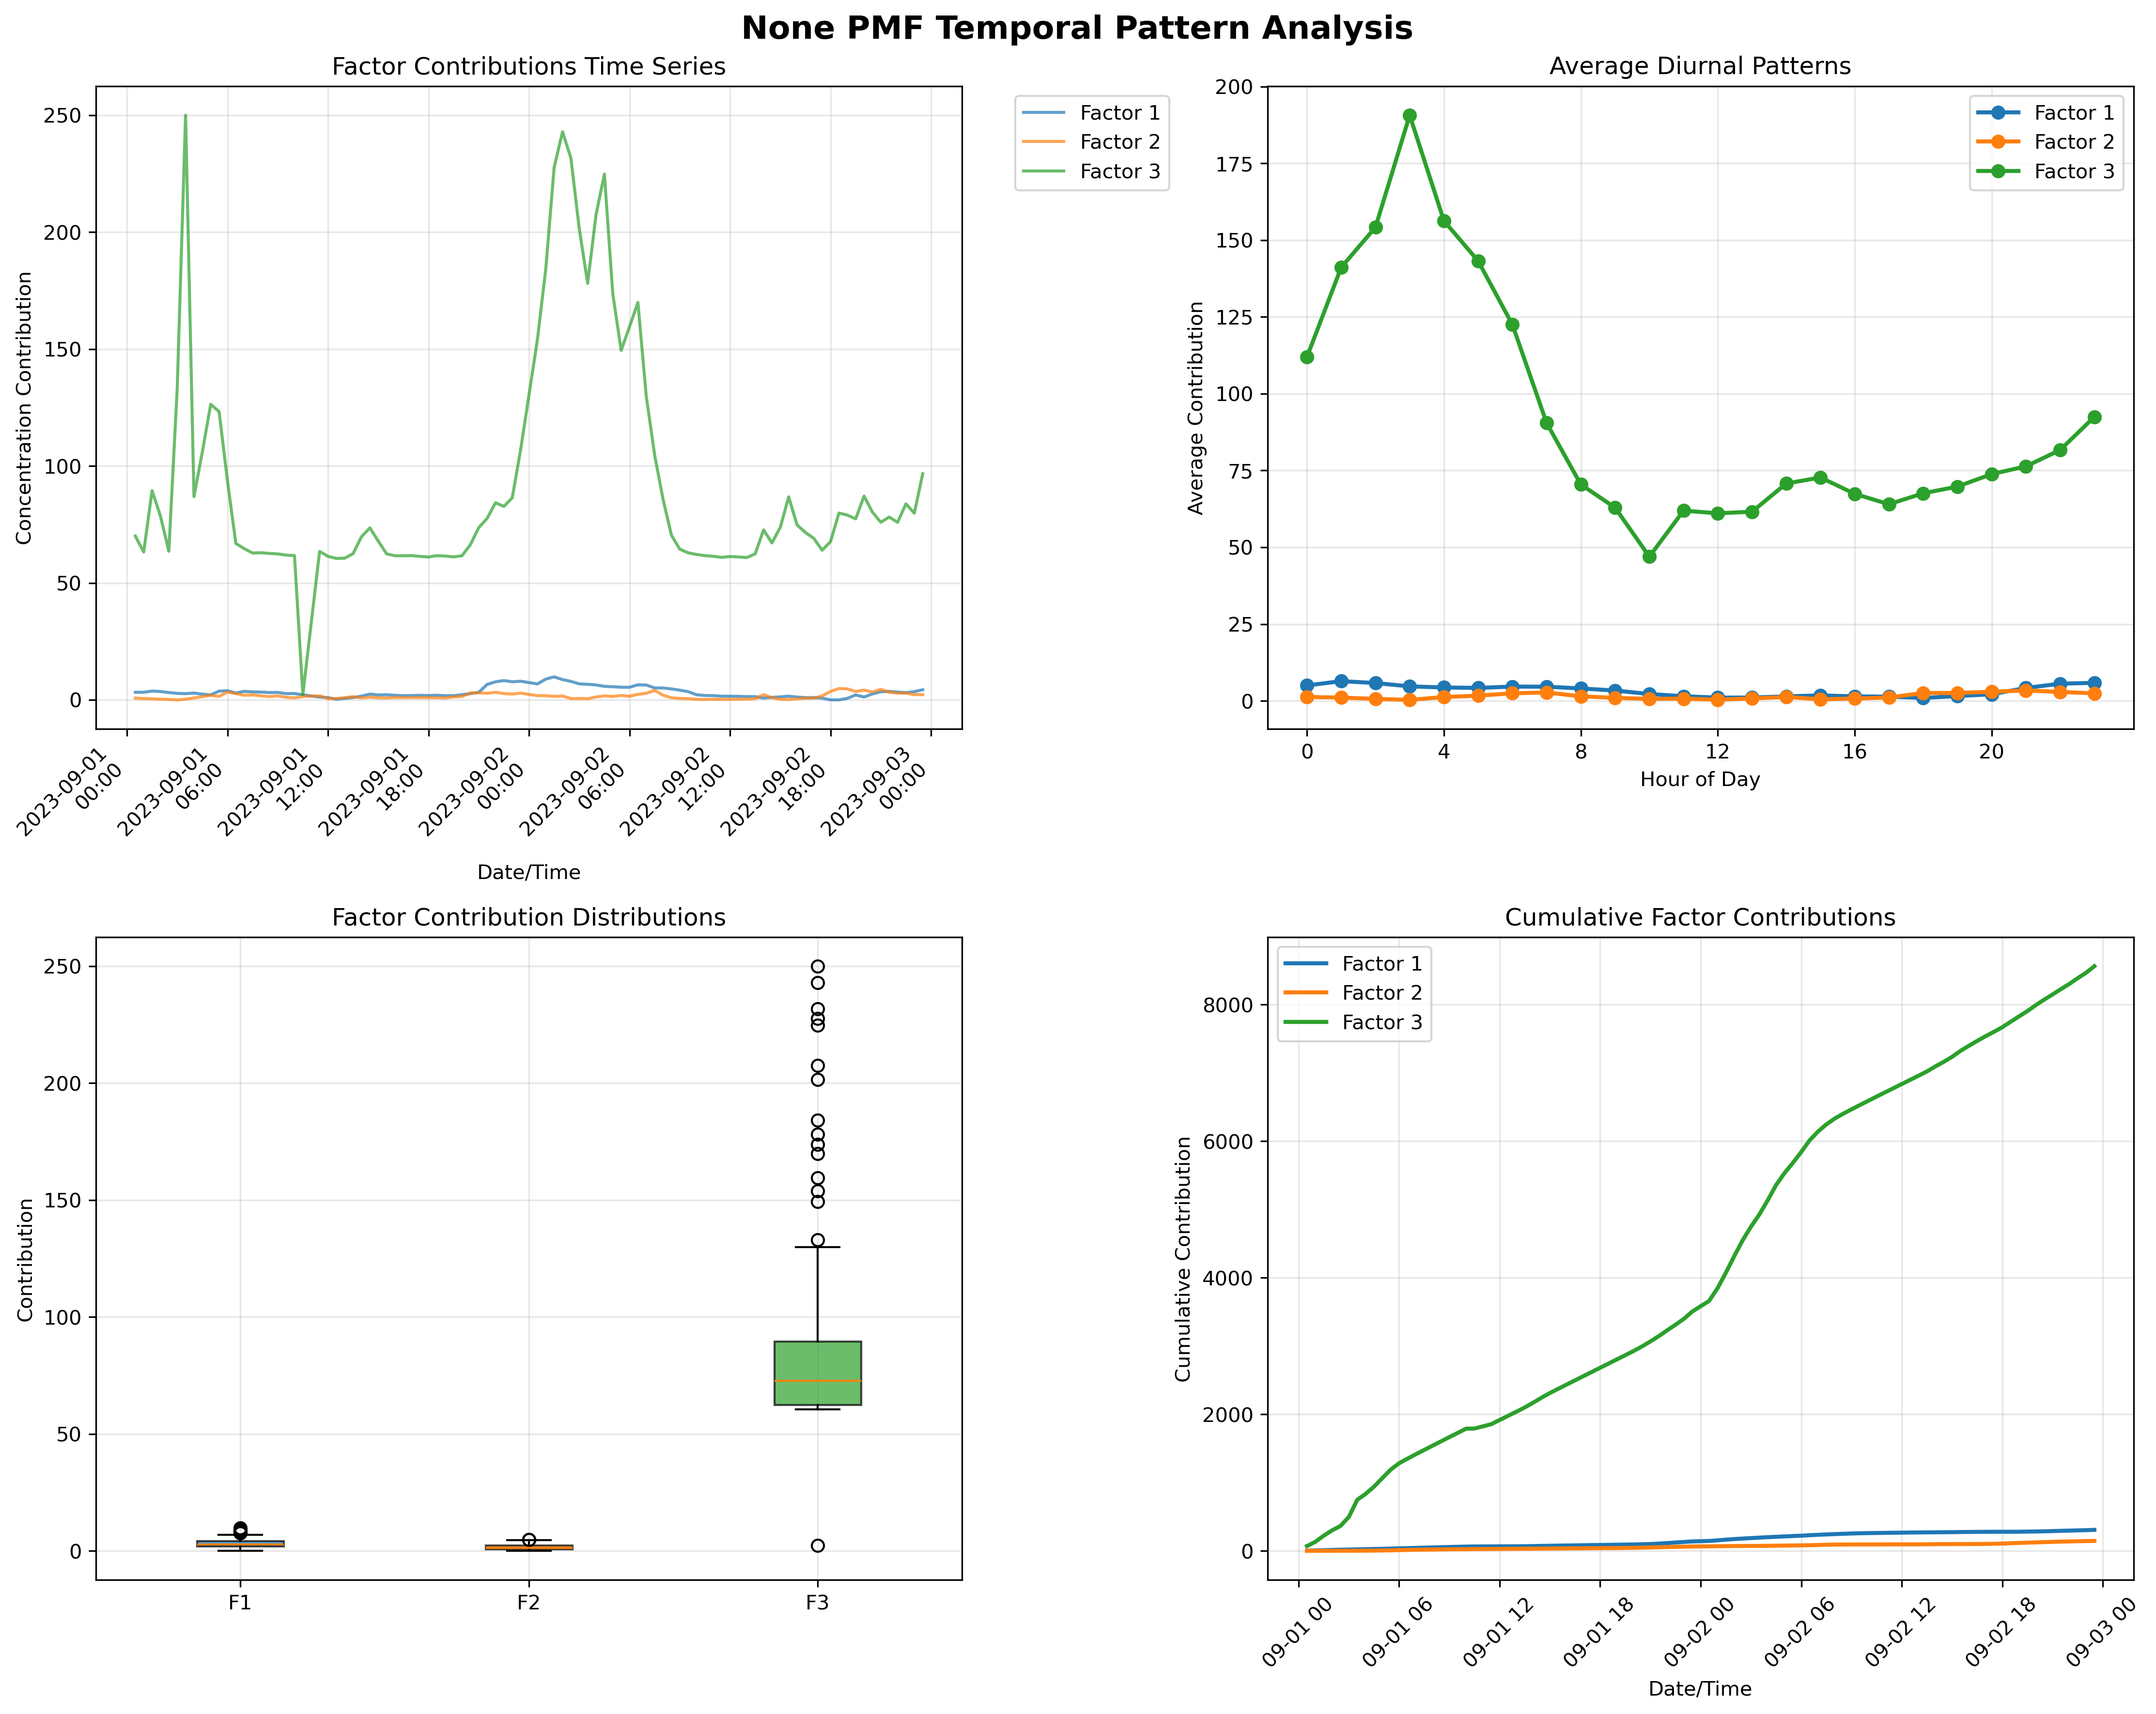 None PMF Temporal Pattern Analysis
Factor Contributions Time Series
Concentration Contribution
250
200
150
100
50
0
2023-09-01
00:00
2023-09-01
06:00
2023-09-01
12:00
2023-09-01
18:00
2023-09-02
00:00
2023-09-02
06:00
2023-09-02
12:00
2023-09-02
18:00
2023-09-03
00:00
Date/Time
Factor 1
Factor 2
Factor 3
Average Diurnal Patterns
Average Contribution
200
175
150
125
100
75
50
25
0
0
4
8
12
16
20
Hour of Day
Factor 1
Factor 2
Factor 3
Factor Contribution Distributions
Contribution
250
200
150
100
50
0
F1
F2
F3
Cumulative Factor Contributions
Cumulative Contribution
8000
6000
4000
2000
0
09-01 00
09-01 06
09-01 12
09-01 18
09-02 00
09-02 06
09-02 12
09-02 18
09-03 00
Date/Time
Factor 1
Factor 2
Factor 3